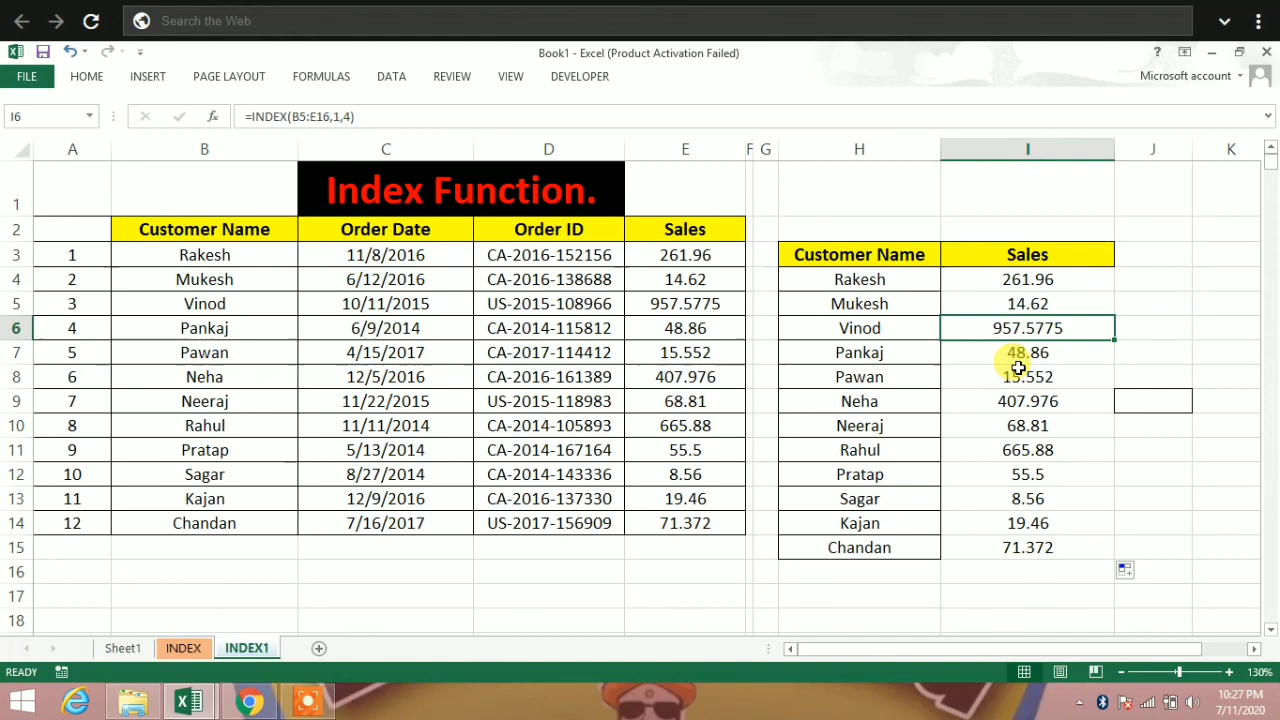 Search the Web
Book1 - Excel (Product Activation Failed)
?
FILE HOME INSERT PAGE LAYOUT FORMULAS DATA REVIEW VIEW DEVELOPER Microsoft account
I6 fx =INDEX(B5:E16,1,4)
A B C D E F G H I J K
1 Index Function.
2 Customer Name Order Date Order ID Sales
3 1 Rakesh 11/8/2016 CA-2016-152156 261.96 Customer Name Sales
4 2 Mukesh 6/12/2016 CA-2016-138688 14.62 Rakesh 261.96
5 3 Vinod 10/11/2015 US-2015-108966 957.5775 Mukesh 14.62
6 4 Pankaj 6/9/2014 CA-2014-115812 48.86 Vinod 957.5775
7 5 Pawan 4/15/2017 CA-2017-114412 15.552 Pankaj 48.86
8 6 Neha 12/5/2016 CA-2016-161389 407.976 Pawan 15.552
9 7 Neeraj 11/22/2015 US-2015-118983 68.81 Neha 407.976
10 8 Rahul 11/11/2014 CA-2014-105893 665.88 Neeraj 68.81
11 9 Pratap 5/13/2014 CA-2014-167164 55.5 Rahul 665.88
12 10 Sagar 8/27/2014 CA-2014-143336 8.56 Pratap 55.5
13 11 Kajan 12/9/2016 CA-2016-137330 19.46 Sagar 8.56
14 12 Chandan 7/16/2017 US-2017-156909 71.372 Kajan 19.46
15 Chandan 71.372
16
17
18
Sheet1 INDEX INDEX1
READY 130%
10:27 PM
7/11/2020